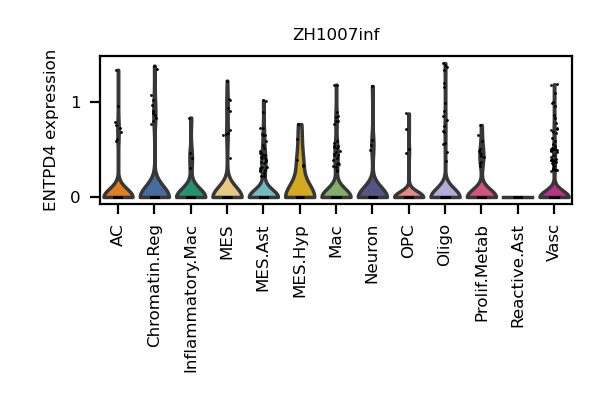 ZH1007inf
ENTPD4 expression
1
0
AC
Chromatin.Reg
Inflammatory.Mac
MES
MES.Ast
MES.Hyp
Mac
Neuron
OPC
Oligo
Prolif.Metab
Reactive.Ast
Vasc